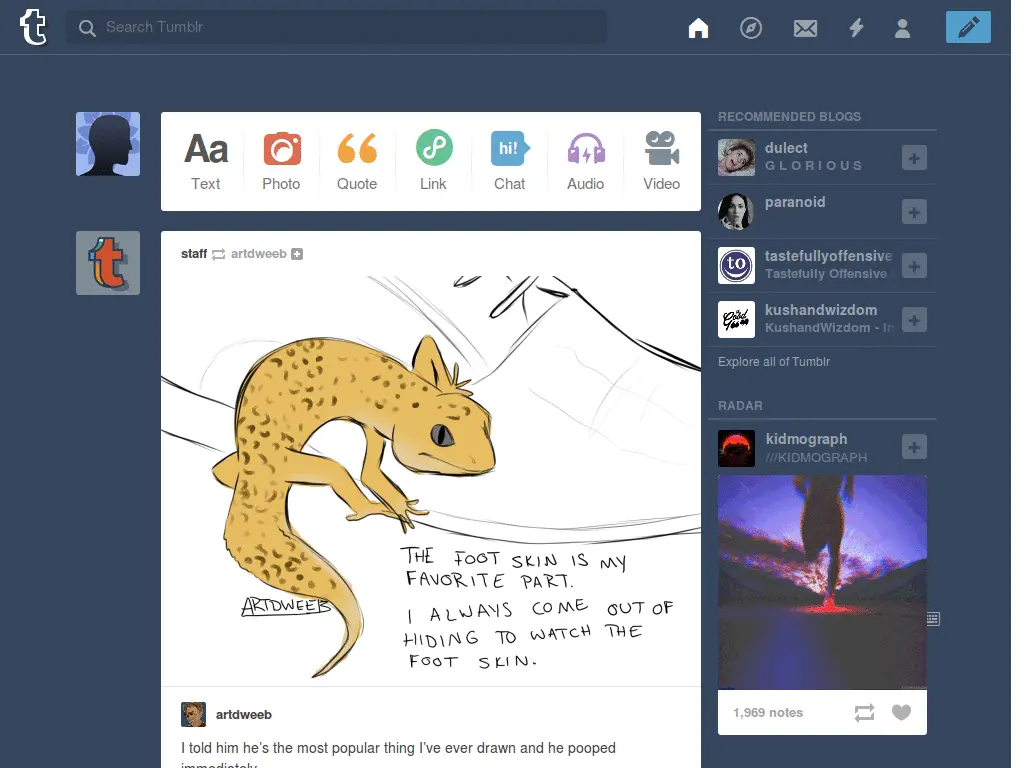 t
Search Tumblr
Aa
hi!
Text
Photo
Quote
Link
Chat
Audio
Video
t
staff artdweeb
THE FOOT SKIN IS MY
FAVORITE PART.
I ALWAYS COME OUT OF
HIDING TO WATCH THE
FOOT SKIN.
ARTDWEEB
artdweeb
I told him he’s the most popular thing I’ve ever drawn and he pooped
immediately
RECOMMENDED BLOGS
dulect
G L O R I O U S
paranoid
to
tastefullyoffensive
Tastefully Offensive
kushandwizdom
KushandWizdom • In
Explore all of Tumblr
RADAR
kidmograph
///KIDMOGRAPH
1,969 notes